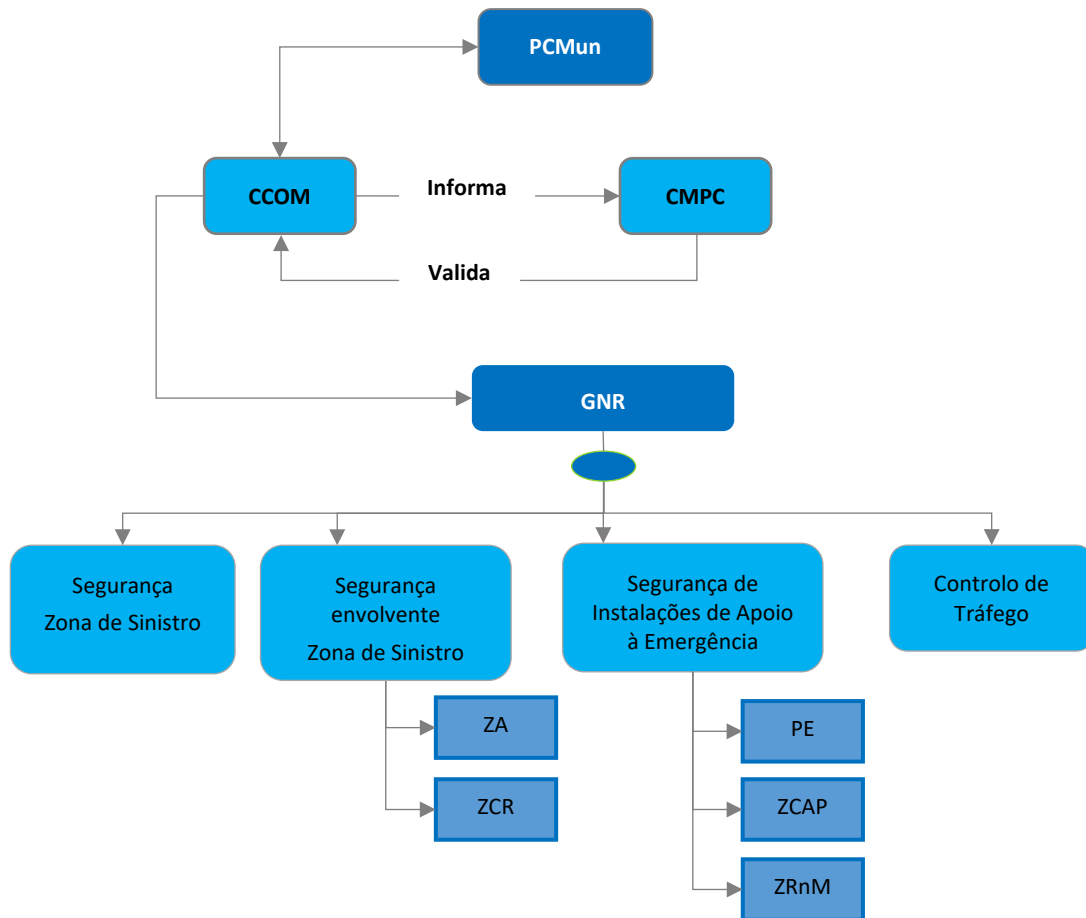 PCMun
CCOM
Informa
CMPC
Valida
GNR
Segurança
Zona de Sinistro
Segurança
envolvente
Zona de Sinistro
Segurança de
Instalações de Apoio
à Emergência
Controlo de
Tráfego
ZA
ZCR
PE
ZCAP
ZRnM